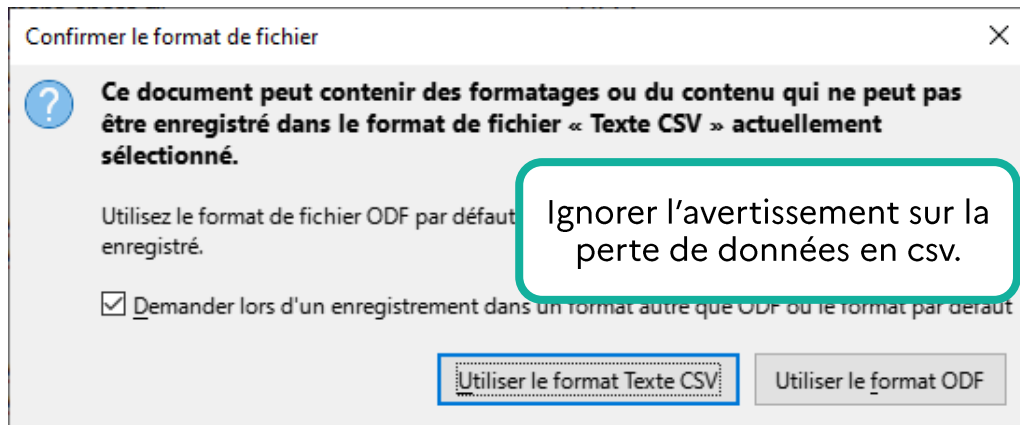 Confirmer le format de fichier
Ce document peut contenir des formatages ou du contenu qui ne peut pas
être enregistré dans le format de fichier « Texte CSV » actuellement
sélectionné.
Utilisez le format de fichier ODF par défaut
enregistré.
Ignorer l'avertissement sur la
perte de données en csv.
Demander lors d'un enregistrement dans un format autre que ODF ou le format par défaut
Utiliser le format Texte CSV
Utiliser le format ODF